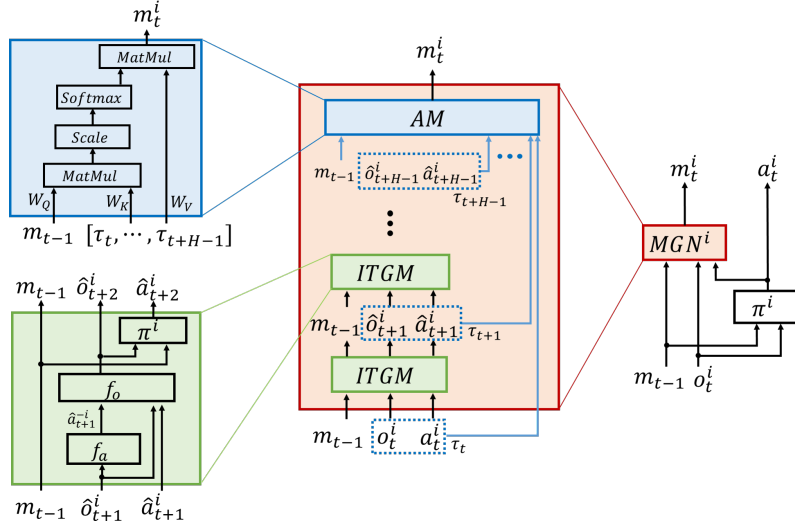 m_t^i
MatMul
Softmax
Scale
MatMul
W_Q W_K W_V
m_{t-1} [τ_t, ⋯, τ_{t+H-1}]
m_{t-1} ô_{t+2}^i â_{t+2}^i
π^i
f_o
â_{t+1}^{-i}
f_a
m_{t-1} ô_{t+1}^i â_{t+1}^i
m_t^i
AM
m_{t-1} ô_{t+H-1}^i â_{t+H-1}^i ⋯
τ_{t+H-1}
⋮
ITGM
m_{t-1} ô_{t+1}^i â_{t+1}^i τ_{t+1}
ITGM
m_{t-1} o_t^i a_t^i τ_t
m_t^i a_t^i
MGN^i
π^i
m_{t-1} o_t^i